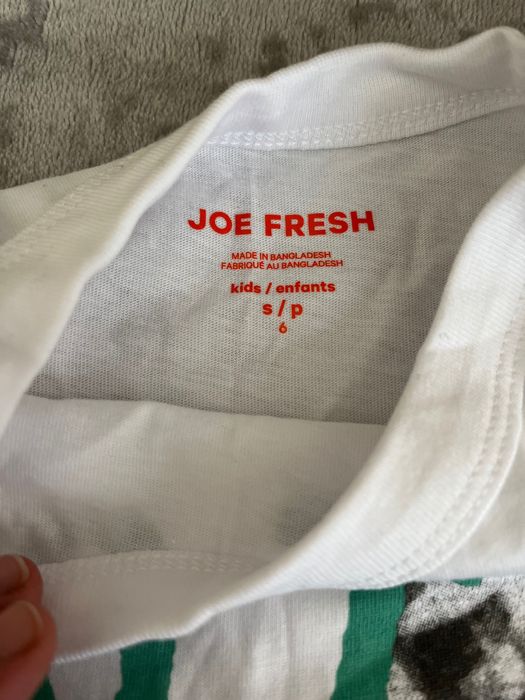 JOE FRESH
MADE IN BANGLADESH
FABRIQUÉ AU BANGLADESH
kids / enfants
s / p
6